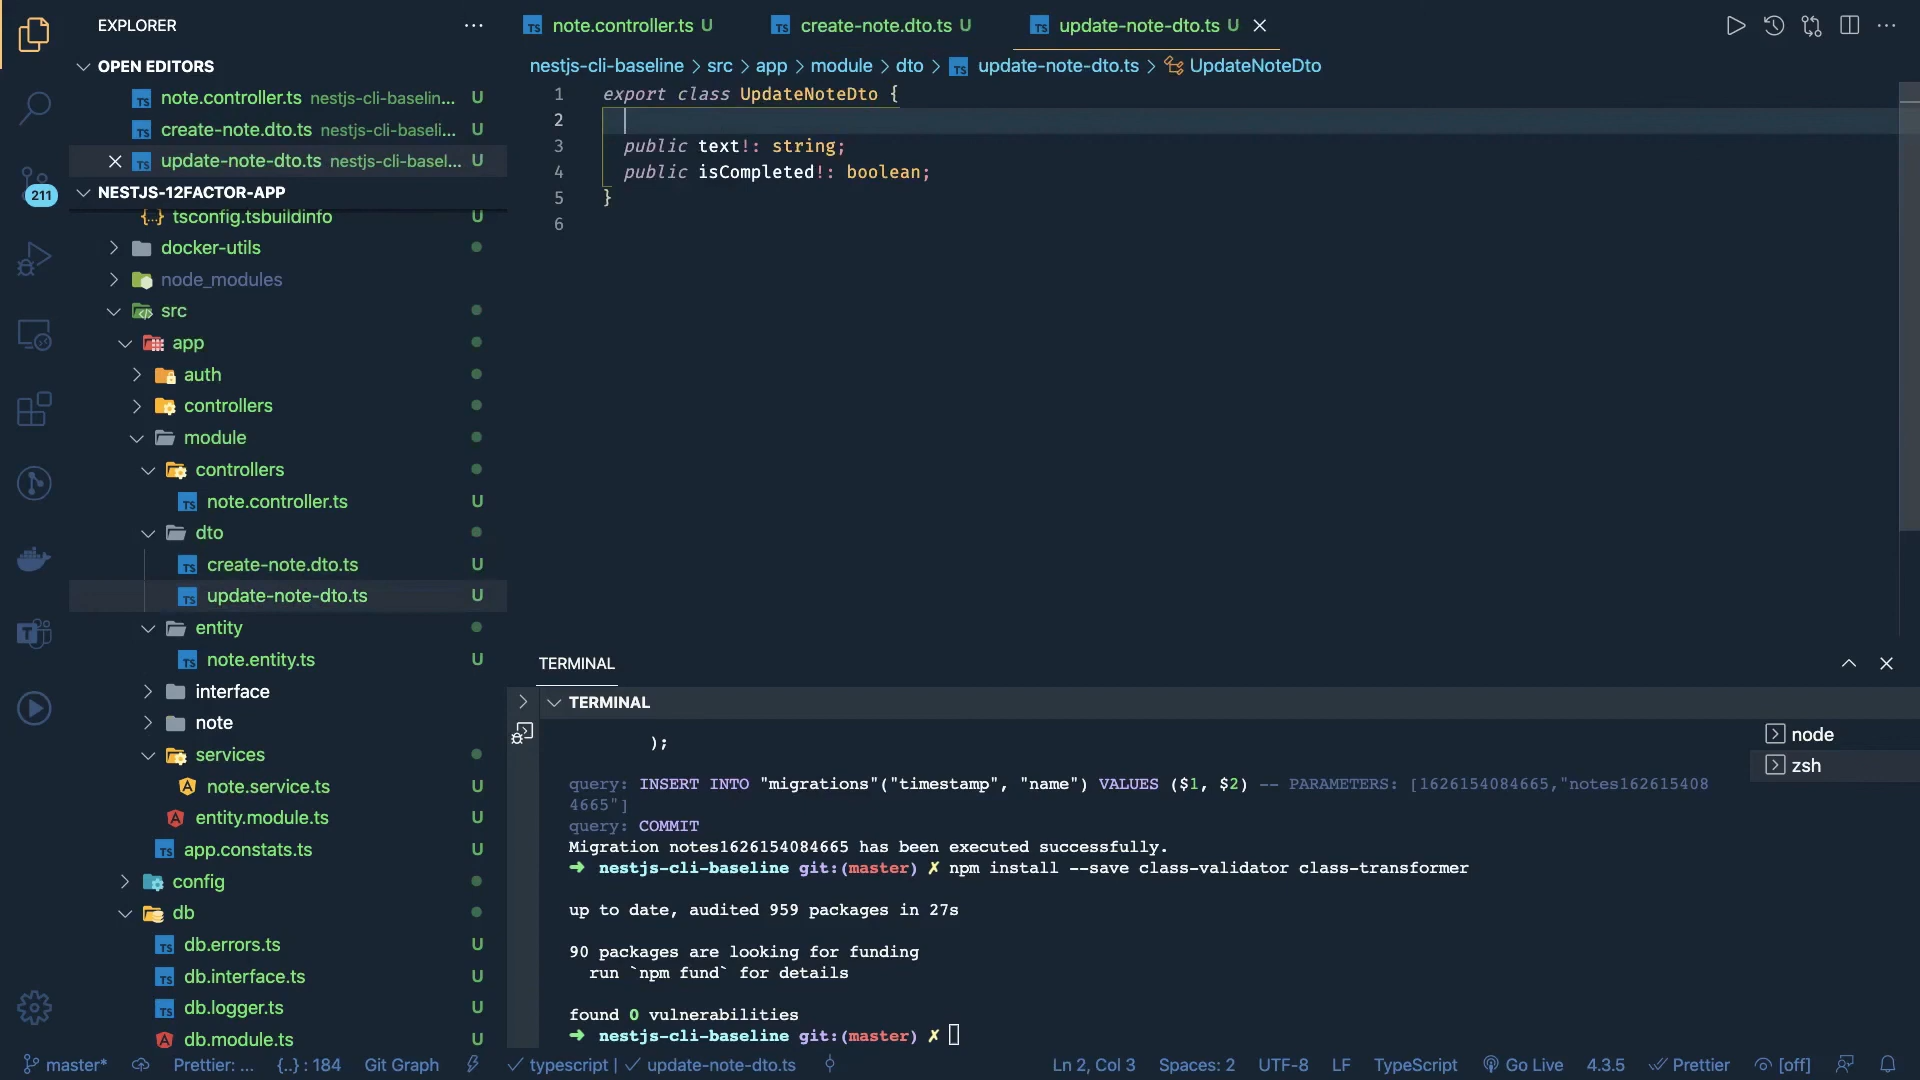 EXPLORER
OPEN EDITORS
note.controller.ts nestjs-cli-baselin... U
create-note.dto.ts nestjs-cli-baseli... U
update-note-dto.ts nestjs-cli-basel... U
NESTJS-12FACTOR-APP
tsconfig.tsbuildinfo U
docker-utils
node_modules
src
app
auth
controllers
module
controllers
note.controller.ts U
dto
create-note.dto.ts U
update-note-dto.ts U
entity
note.entity.ts U
interface
note
services
note.service.ts U
entity.module.ts U
app.constats.ts U
config
db
db.errors.ts U
db.interface.ts U
db.logger.ts U
db.module.ts U
211
note.controller.ts U
create-note.dto.ts U
update-note-dto.ts U
nestjs-cli-baseline > src > app > module > dto > TS update-note-dto.ts > UpdateNoteDto
1 export class UpdateNoteDto {
2
3 public text!: string;
4 public isCompleted!: boolean;
5 }
6
TERMINAL
TERMINAL
);
query: INSERT INTO "migrations"("timestamp", "name") VALUES ($1, $2) -- PARAMETERS: [1626154084665,"notes162615408
4665"]
query: COMMIT
Migration notes1626154084665 has been executed successfully.
➜ nestjs-cli-baseline git:(master) ✗ npm install --save class-validator class-transformer
up to date, audited 959 packages in 27s
90 packages are looking for funding
run `npm fund` for details
found 0 vulnerabilities
➜ nestjs-cli-baseline git:(master) ✗
node
zsh
master* Prettier: ... {..} : 184 Git Graph ✓ typescript | ✓ update-note-dto.ts Ln 2, Col 3 Spaces: 2 UTF-8 LF TypeScript Go Live 4.3.5 Prettier [off]